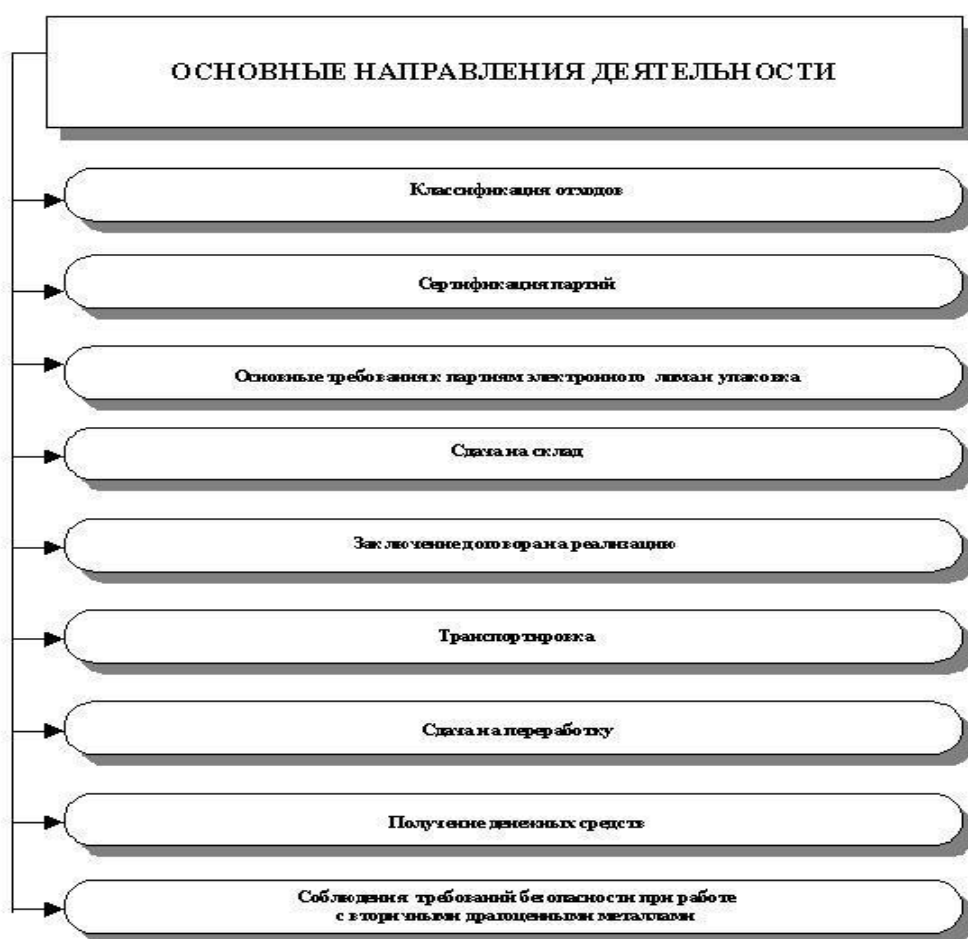 ОСНОВНЫЕ НАПРАВЛЕНИЯ ДЕЯТЕЛЬНОСТИ
Классификация отходов
Сертификация партий
Основные требования к партиям электронного лома и упаковка
Сдача на склад
Заключение договора на реализацию
Транспортировка
Сдача на переработку
Получение денежных средств
Соблюдения требований безопасности при работе
с вторичными драгоценными металлами